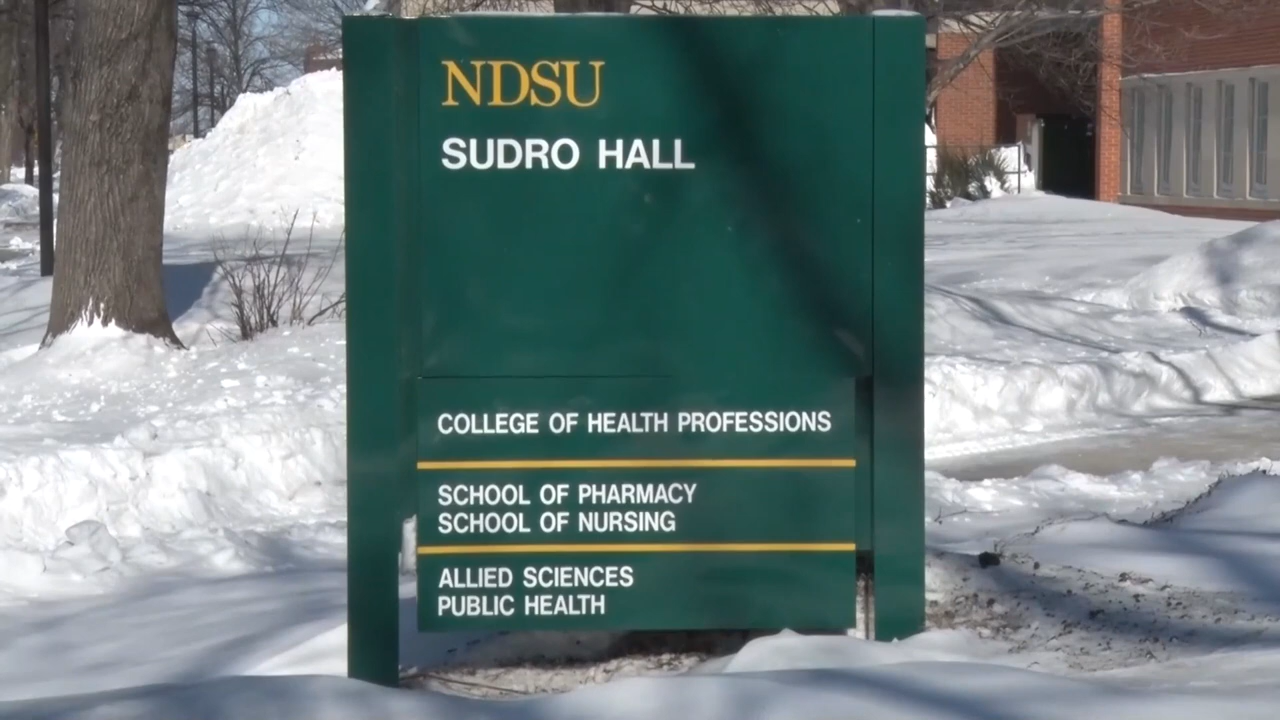 NDSU
SUDRO HALL
COLLEGE OF HEALTH PROFESSIONS
SCHOOL OF PHARMACY
SCHOOL OF NURSING
ALLIED SCIENCES
PUBLIC HEALTH